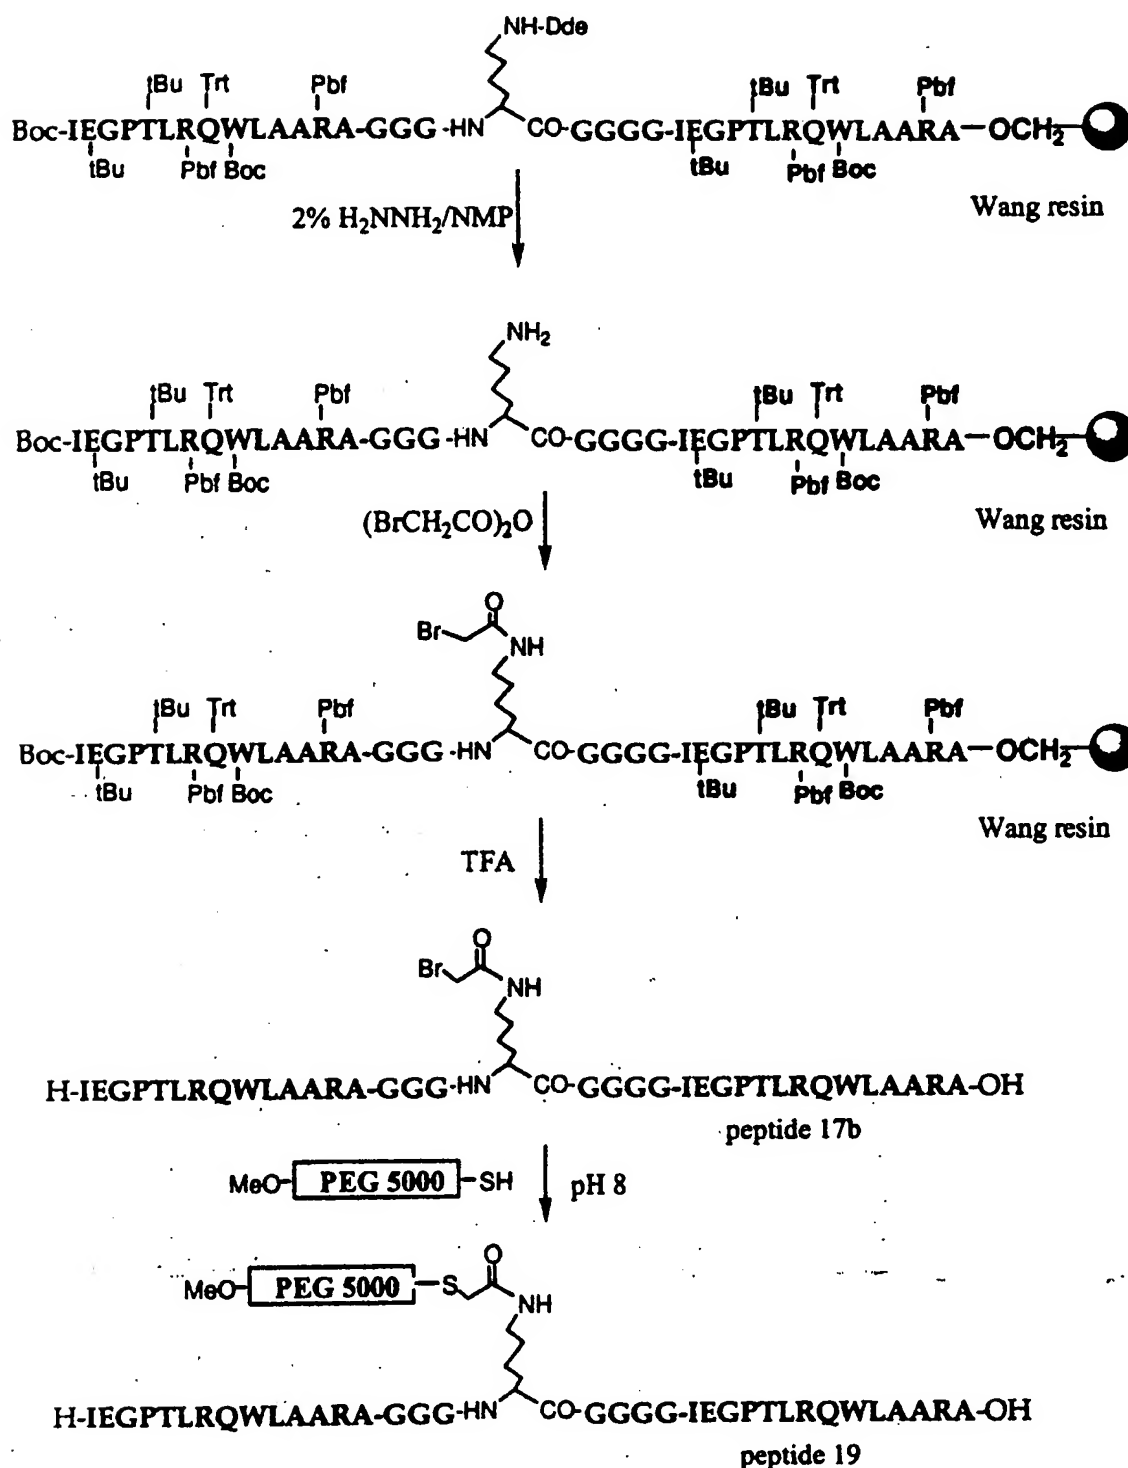 NH-Dde
tBu Trt Pbf tBu Trt Pbf
Boc-IEGPTLRQWLAARA-GGG-HN CO-GGGG-IEGPTLRQWLAARA-OCH2
tBu Pbf Boc tBu Pbf Boc
Wang resin
2% H2NNH2/NMP
NH2
tBu Trt Pbf tBu Trt Pbf
Boc-IEGPTLRQWLAARA-GGG-HN CO-GGGG-IEGPTLRQWLAARA-OCH2
tBu Pbf Boc tBu Pbf Boc
Wang resin
(BrCH2CO)2O
O
Br NH
tBu Trt Pbf tBu Trt Pbf
Boc-IEGPTLRQWLAARA-GGG-HN CO-GGGG-IEGPTLRQWLAARA-OCH2
tBu Pbf Boc tBu Pbf Boc
Wang resin
TFA
O
Br NH
H-IEGPTLRQWLAARA-GGG-HN CO-GGGG-IEGPTLRQWLAARA-OH
peptide 17b
MeO-PEG 5000-SH pH 8
O
MeO-PEG 5000-S NH
H-IEGPTLRQWLAARA-GGG-HN CO-GGGG-IEGPTLRQWLAARA-OH
peptide 19